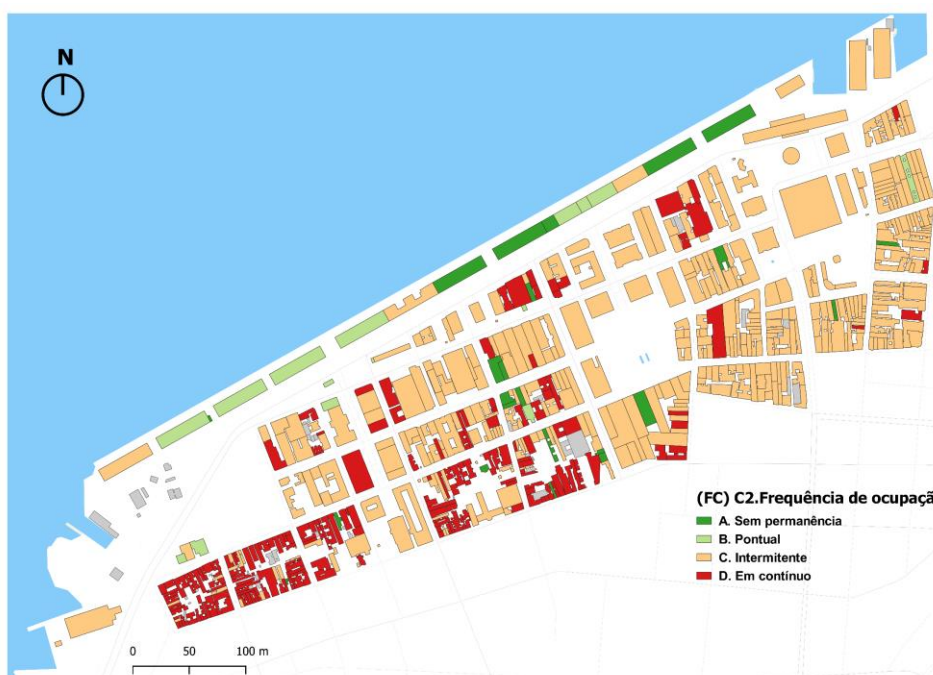 N
(FC) C2.Frequência de ocupaçã
A. Sem permanência
B. Pontual
C. Intermitente
D. Em contínuo
0 50 100 m